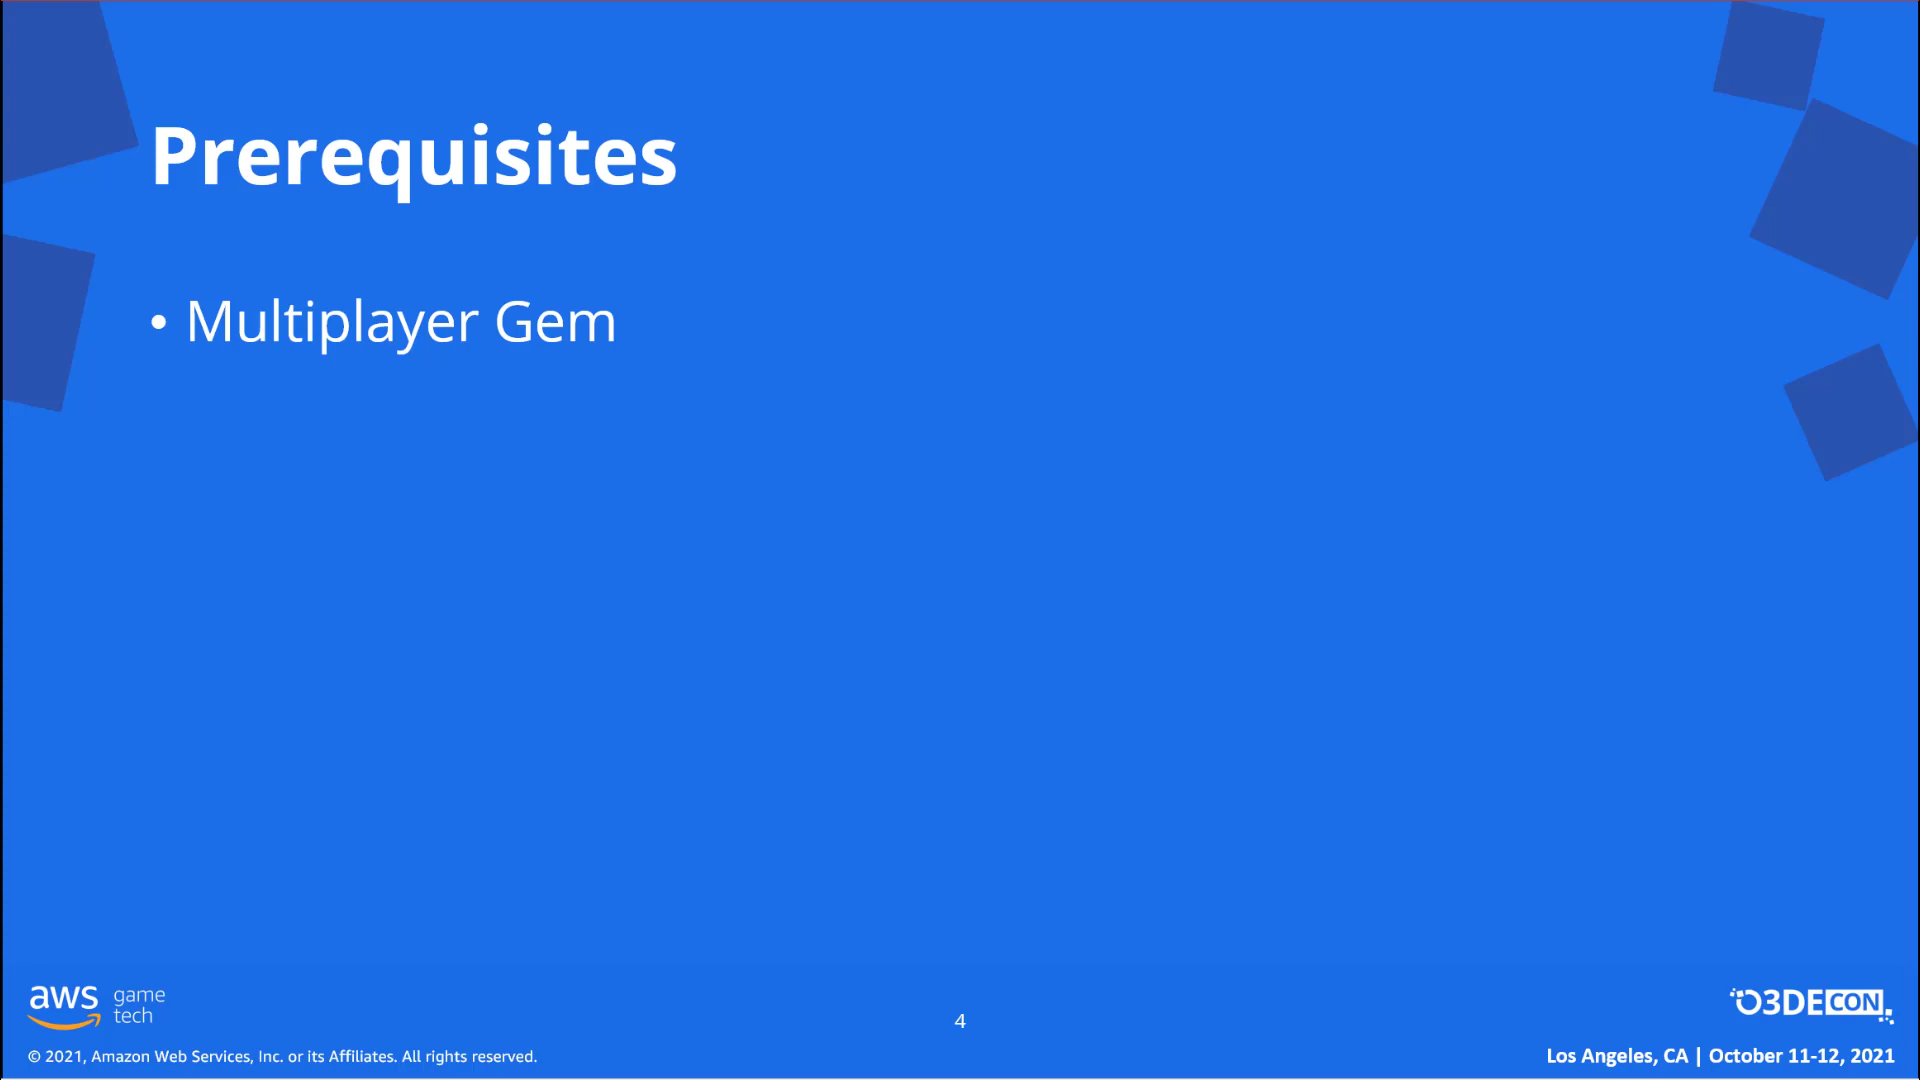 Prerequisites
• Multiplayer Gem
aws game tech
4
O3DECON
© 2021, Amazon Web Services, Inc. or its Affiliates. All rights reserved.
Los Angeles, CA | October 11-12, 2021